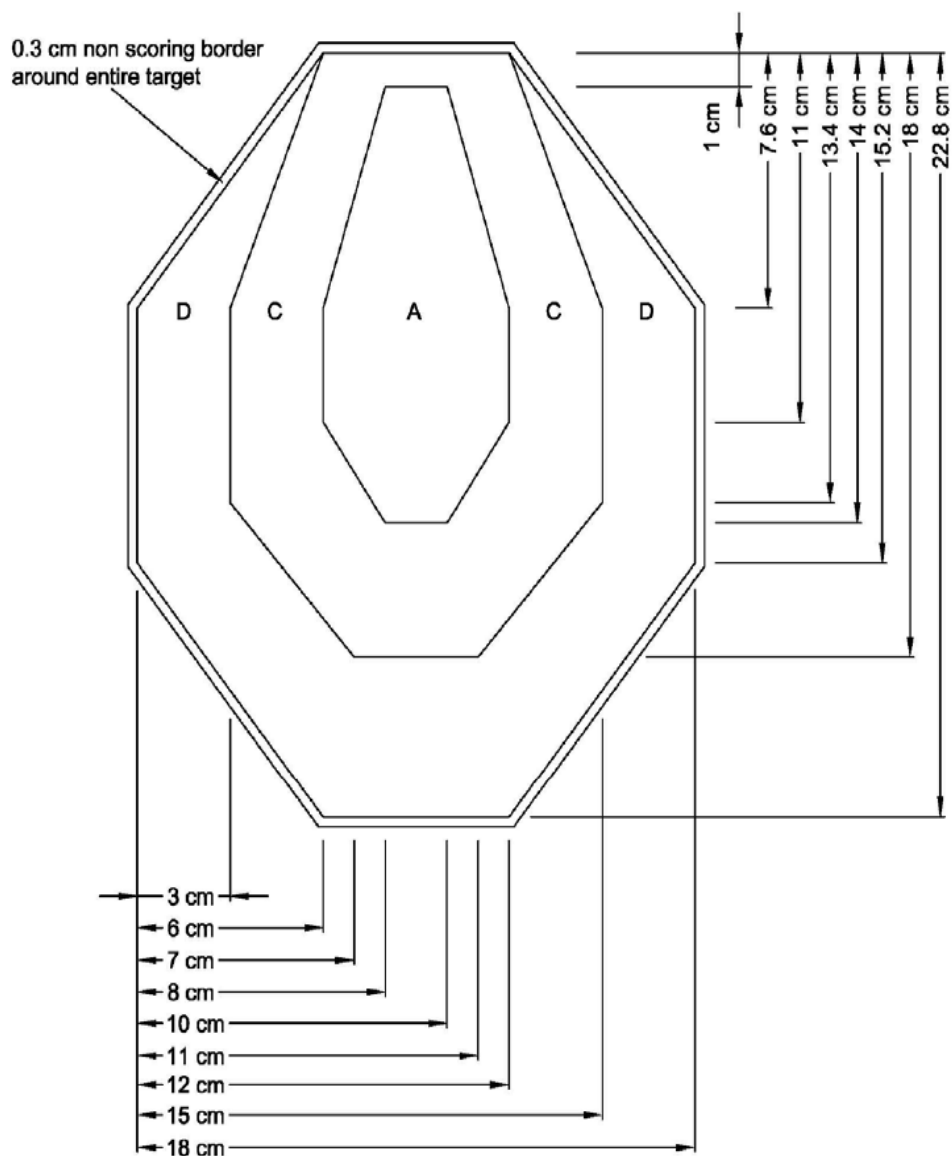 0.3 cm non scoring border
around entire target
1 cm
7.6 cm
11 cm
13.4 cm
14 cm
15.2 cm
18 cm
22.8 cm
D
C
A
C
D
3 cm
6 cm
7 cm
8 cm
10 cm
11 cm
12 cm
15 cm
18 cm